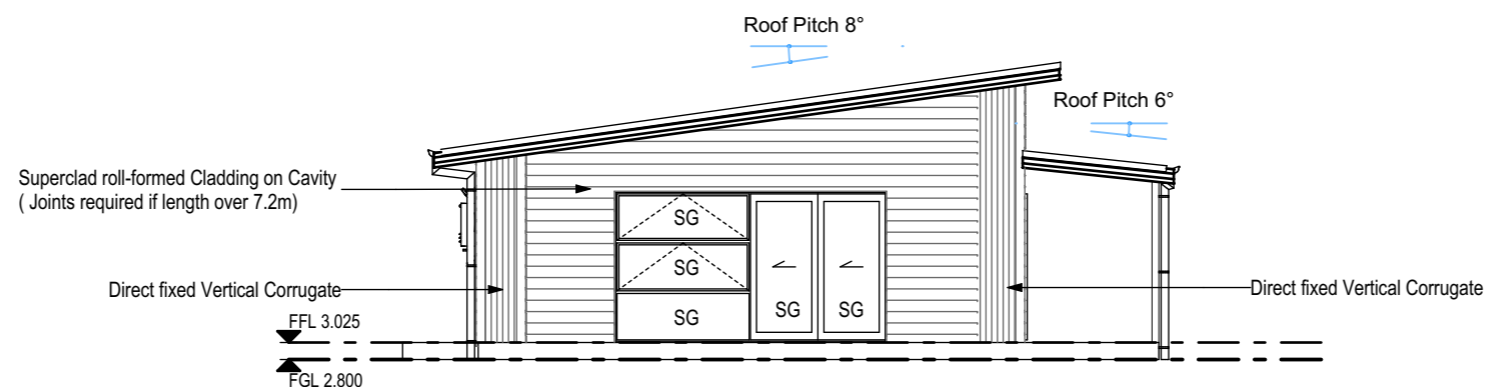 Roof Pitch 8°
Roof Pitch 6°
Superclad roll-formed Cladding on Cavity
( Joints required if length over 7.2m)
SG
SG
SG
SG
SG
Direct fixed Vertical Corrugate
Direct fixed Vertical Corrugate
FFL 3.025
FGL 2.800